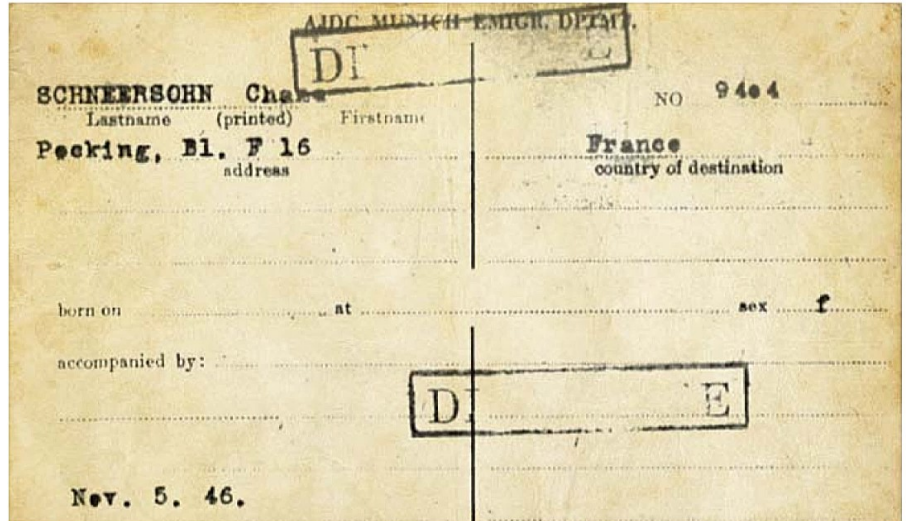 AJDC MUNICH EMIGR. DPTMT.
SCHNEERSOHN
NO 9404
Lastname (printed) Firstname
Pocking, Bl. F 16
France
address
country of destination
born on at sex f
accompanied by:
Nov. 5. 46.